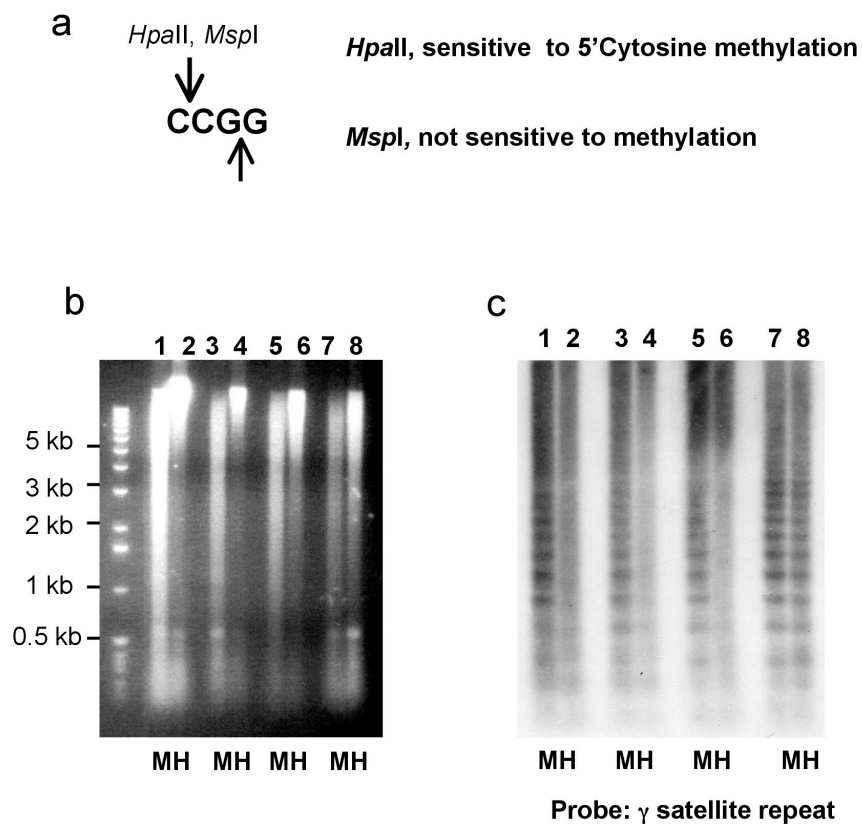 a
HpaII, MspI
HpaII, sensitive to 5'Cytosine methylation
CCGG
MspI, not sensitive to methylation
b
1 2 3 4 5 6 7 8
5 kb
3 kb
2 kb
1 kb
0.5 kb
MH MH MH MH
c
1 2 3 4 5 6 7 8
MH MH MH MH
Probe: γ satellite repeat